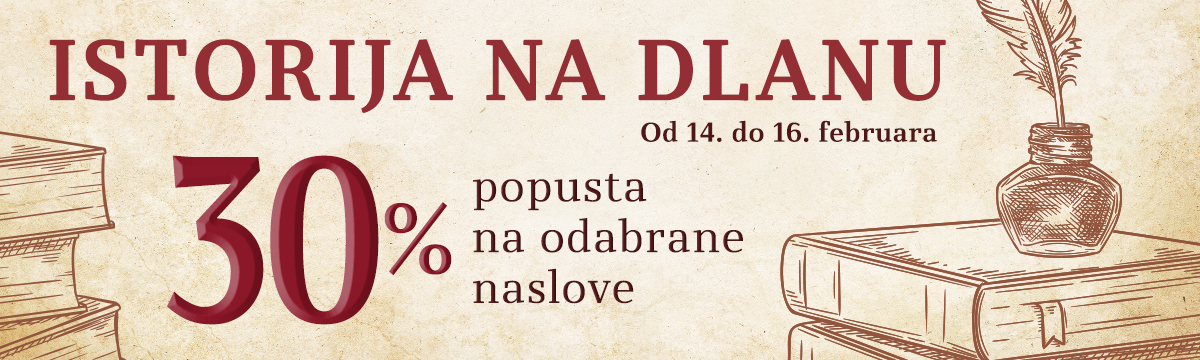 ISTORIJA NA DLANU
Od 14. do 16. februara
30%
popusta
na odabrane
naslove